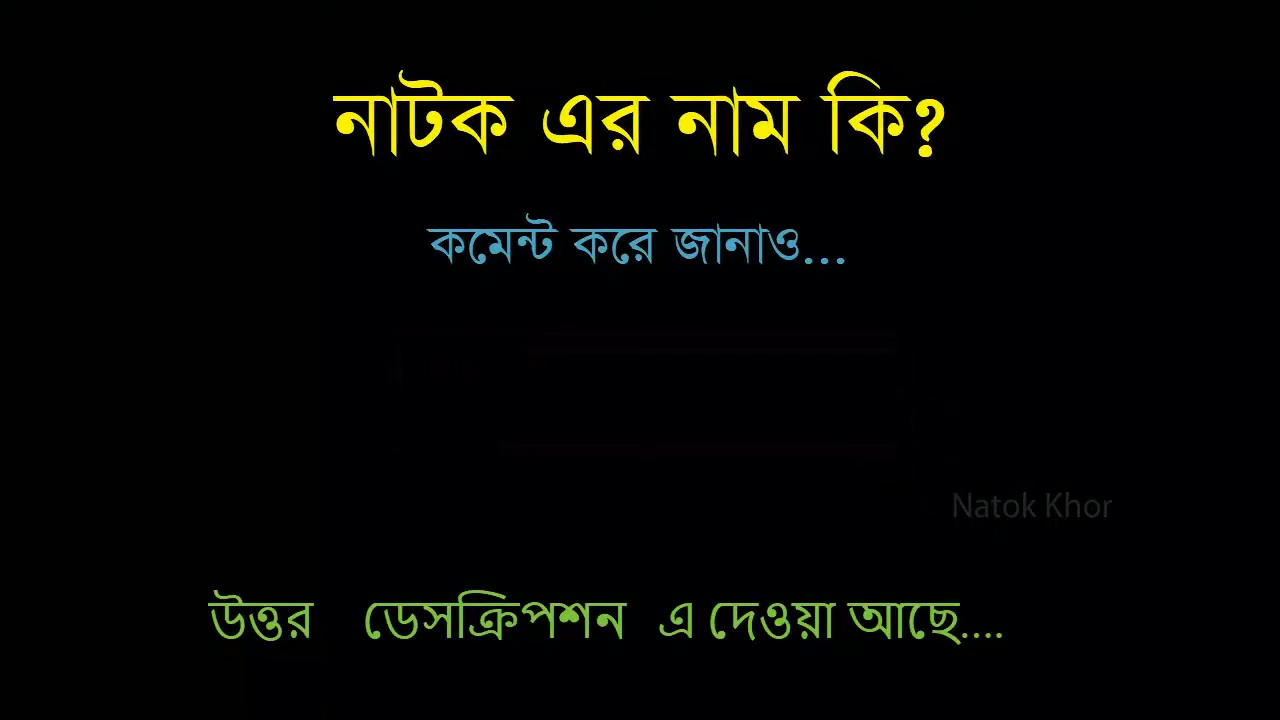 নাটক এর নাম কি?
কমেন্ট করে জানাও...
Natok Khor
উত্তর ডেসক্রিপশন এ দেওয়া আছে....